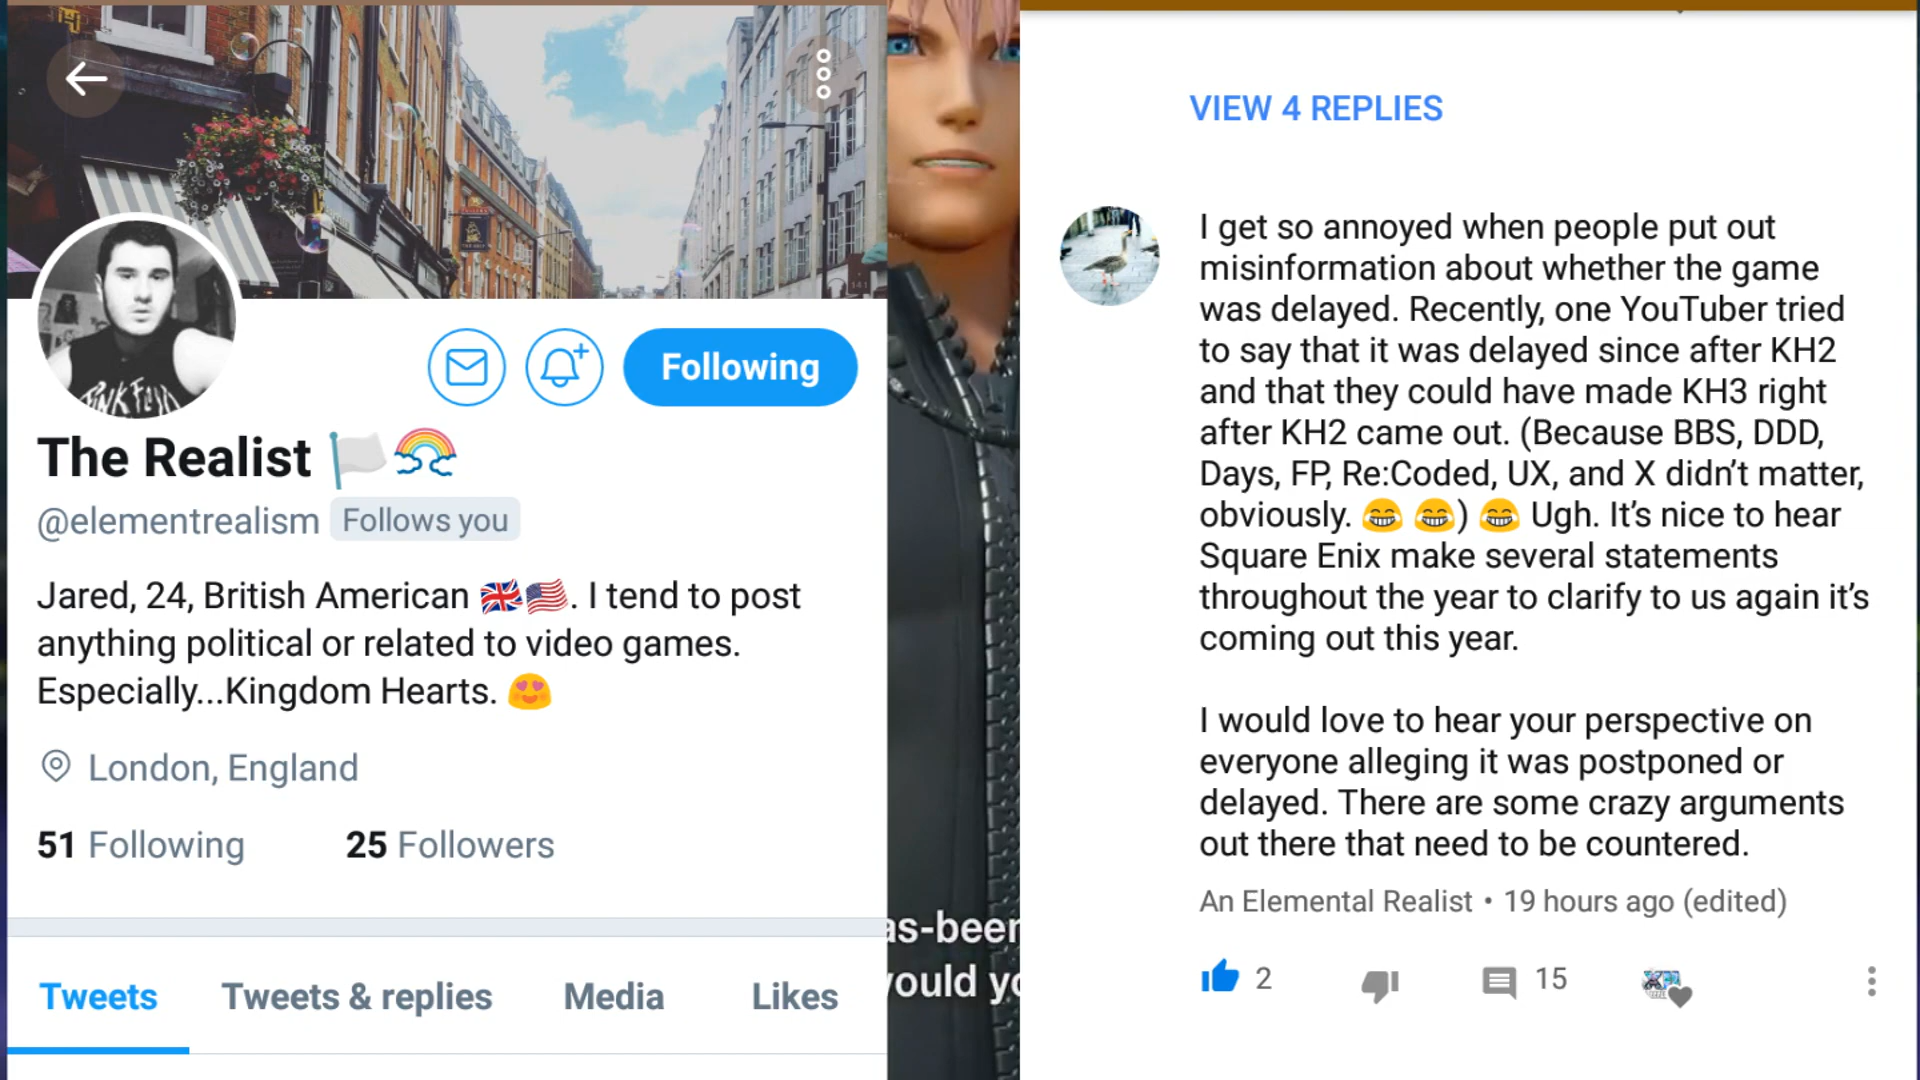 The Realist 🏳️🌈
@elementrealism Follows you
Following
Jared, 24, British American 🇬🇧🇺🇸. I tend to post
anything political or related to video games.
Especially...Kingdom Hearts. 😍
London, England
51 Following 25 Followers
Tweets Tweets & replies Media Likes
VIEW 4 REPLIES
I get so annoyed when people put out
misinformation about whether the game
was delayed. Recently, one YouTuber tried
to say that it was delayed since after KH2
and that they could have made KH3 right
after KH2 came out. (Because BBS, DDD,
Days, FP, Re:Coded, UX, and X didn’t matter,
obviously. 😂 😂) 😂 Ugh. It’s nice to hear
Square Enix make several statements
throughout the year to clarify to us again it’s
coming out this year.
I would love to hear your perspective on
everyone alleging it was postponed or
delayed. There are some crazy arguments
out there that need to be countered.
An Elemental Realist • 19 hours ago (edited)
2 15